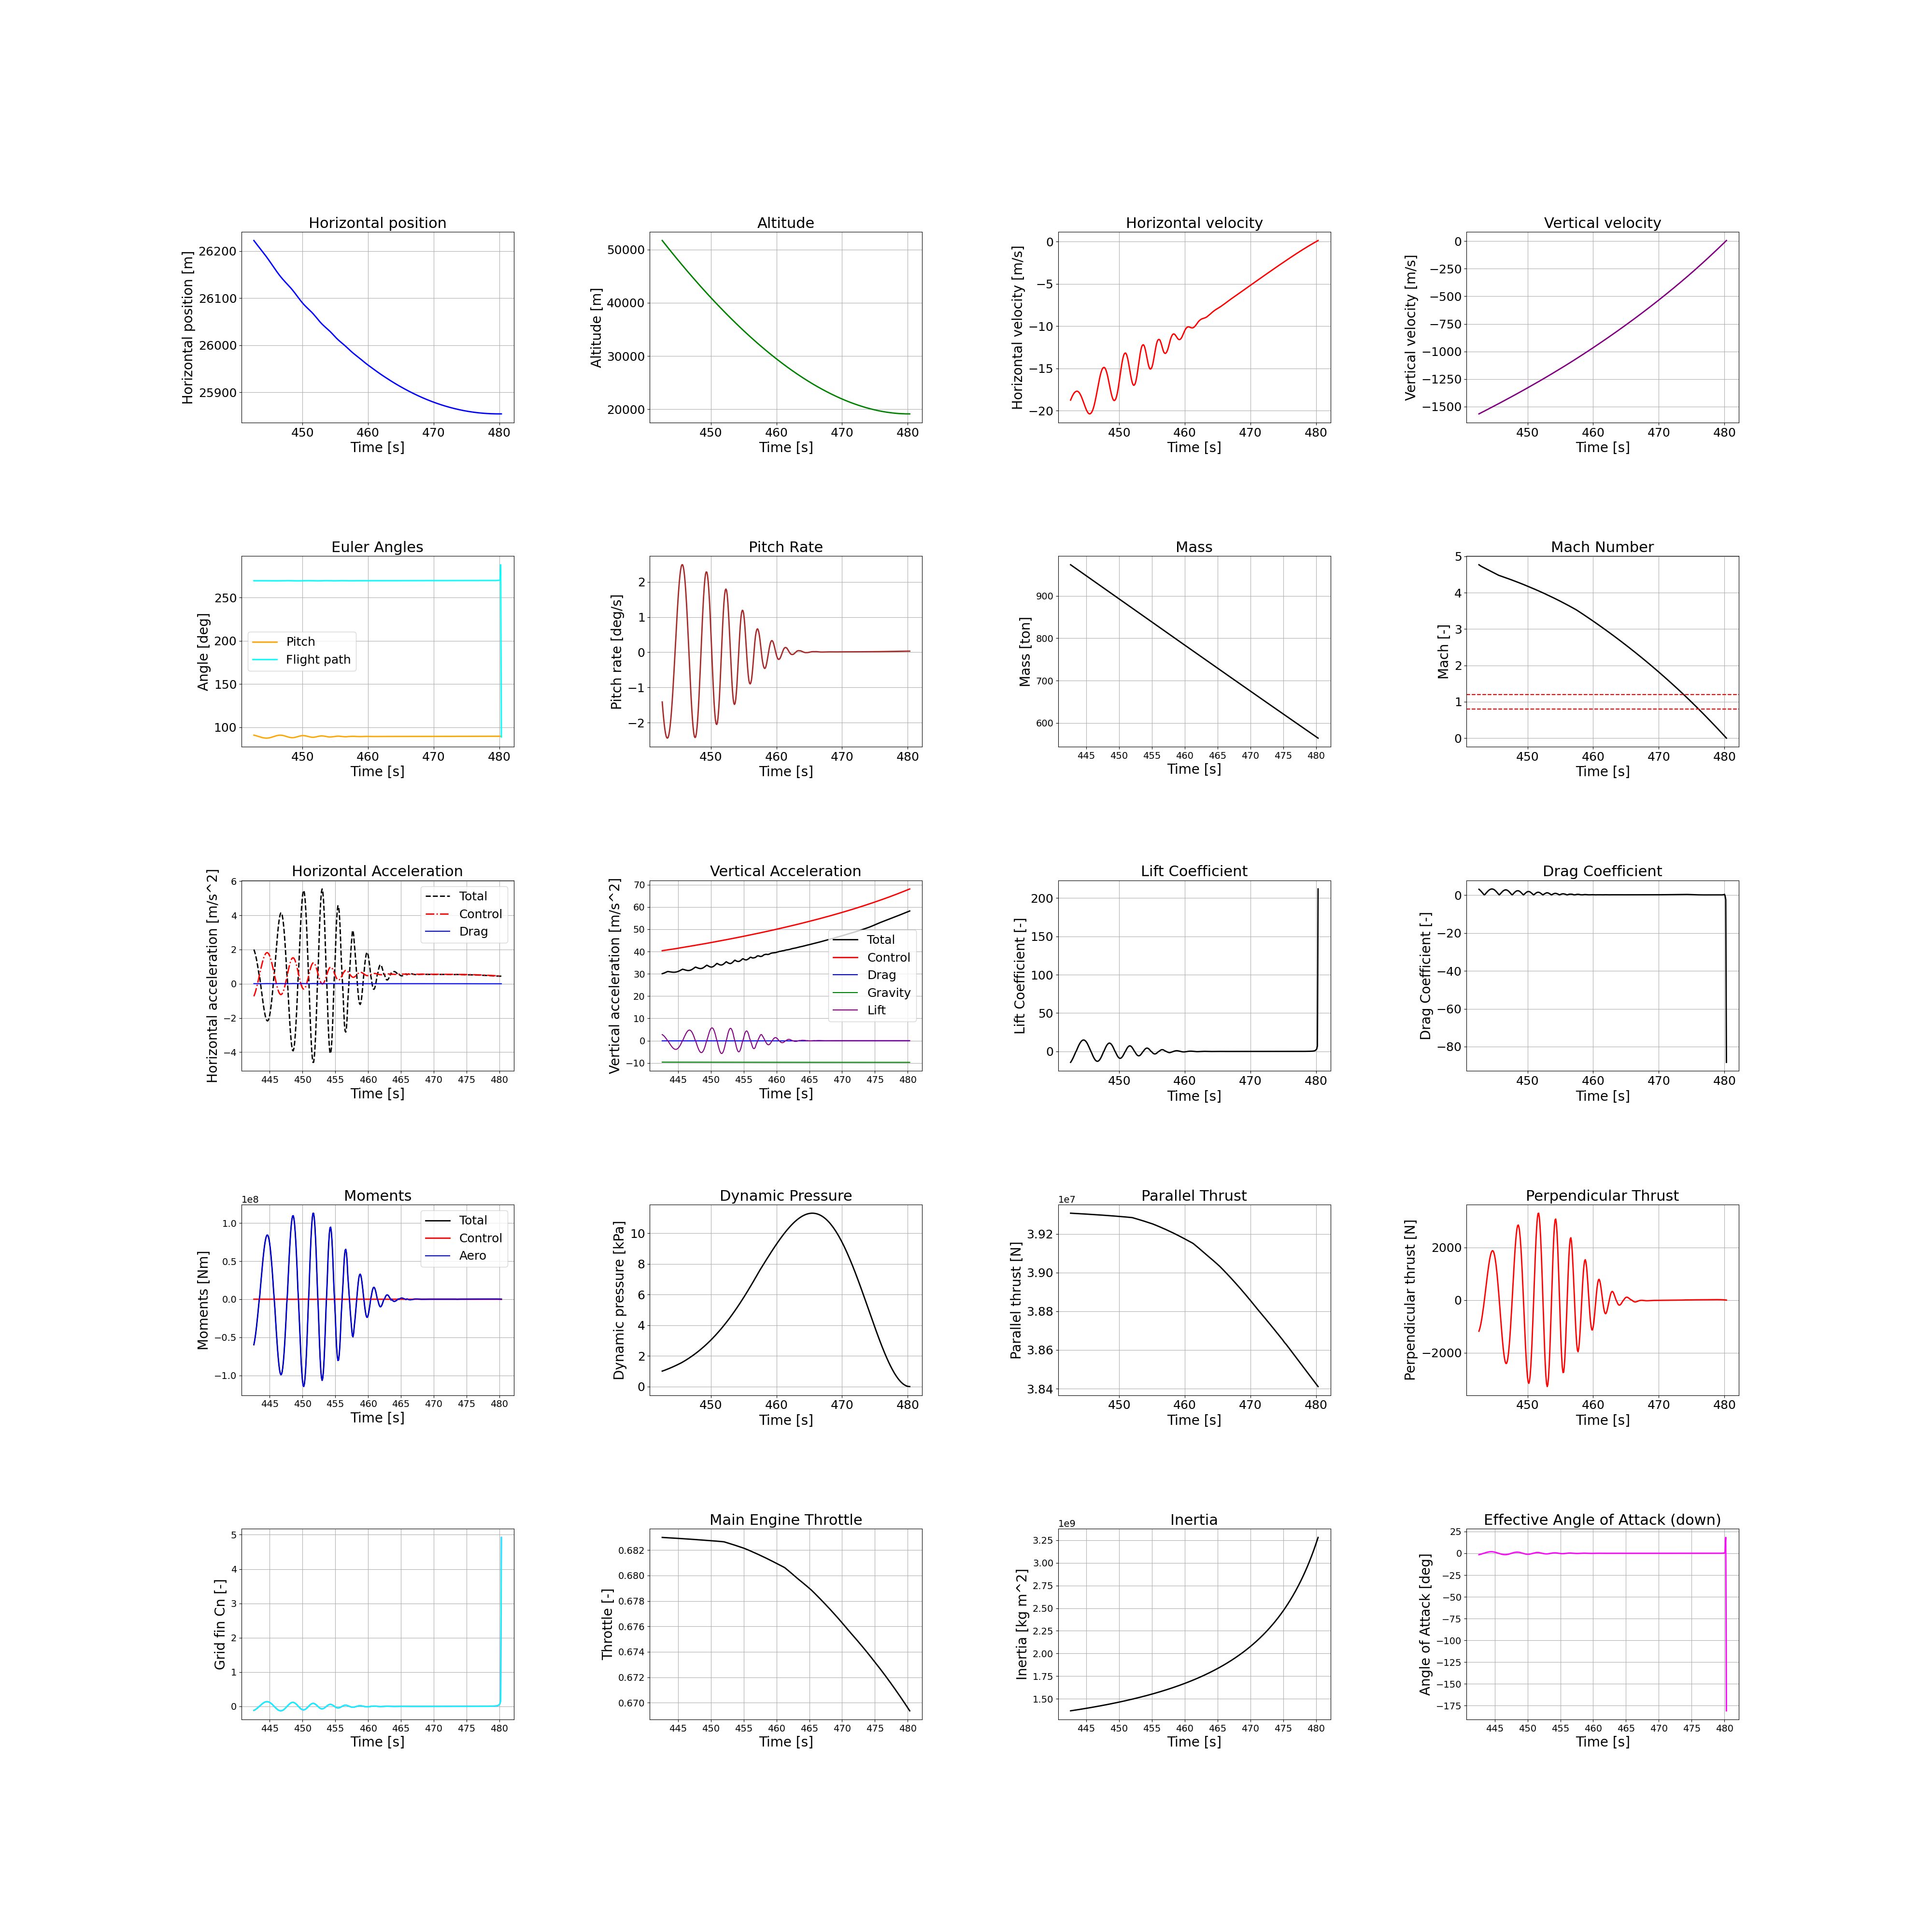 Horizontal position
Horizontal position [m]
26200
26100
26000
25900
450 460 470 480
Time [s]
Altitude
Altitude [m]
50000
40000
30000
20000
450 460 470 480
Time [s]
Horizontal velocity
Horizontal velocity [m/s]
0
−5
−10
−15
−20
450 460 470 480
Time [s]
Vertical velocity
Vertical velocity [m/s]
0
−250
−500
−750
−1000
−1250
−1500
450 460 470 480
Time [s]
Euler Angles
Angle [deg]
250
200
150
100
Pitch
Flight path
450 460 470 480
Time [s]
Pitch Rate
Pitch rate [deg/s]
2
1
0
−1
−2
450 460 470 480
Time [s]
Mass
Mass [ton]
900
800
700
600
445 450 455 460 465 470 475 480
Time [s]
Mach Number
Mach [-]
5
4
3
2
1
0
450 460 470 480
Time [s]
Horizontal Acceleration
Horizontal acceleration [m/s^2]
6
4
2
0
−2
−4
Total
Control
Drag
445 450 455 460 465 470 475 480
Time [s]
Vertical Acceleration
Vertical acceleration [m/s^2]
70
60
50
40
30
20
10
0
−10
Total
Control
Drag
Gravity
Lift
445 450 455 460 465 470 475 480
Time [s]
Lift Coefficient
Lift Coefficient [-]
200
150
100
50
0
450 460 470 480
Time [s]
Drag Coefficient
Drag Coefficient [-]
0
−20
−40
−60
−80
450 460 470 480
Time [s]
Moments
1e8
Moments [Nm]
1.0
0.5
0.0
−0.5
−1.0
Total
Control
Aero
445 450 455 460 465 470 475 480
Time [s]
Dynamic Pressure
Dynamic pressure [kPa]
10
8
6
4
2
0
450 460 470 480
Time [s]
Parallel Thrust
1e7
Parallel thrust [N]
3.92
3.90
3.88
3.86
3.84
450 460 470 480
Time [s]
Perpendicular Thrust
Perpendicular thrust [N]
2000
0
−2000
450 460 470 480
Time [s]
Grid fin Cn [-]
5
4
3
2
1
0
445 450 455 460 465 470 475 480
Time [s]
Main Engine Throttle
Throttle [-]
0.682
0.680
0.678
0.676
0.674
0.672
0.670
445 450 455 460 465 470 475 480
Time [s]
Inertia
1e9
Inertia [kg m^2]
3.25
3.00
2.75
2.50
2.25
2.00
1.75
1.50
445 450 455 460 465 470 475 480
Time [s]
Effective Angle of Attack (down)
Angle of Attack [deg]
25
0
−25
−50
−75
−100
−125
−150
−175
445 450 455 460 465 470 475 480
Time [s]